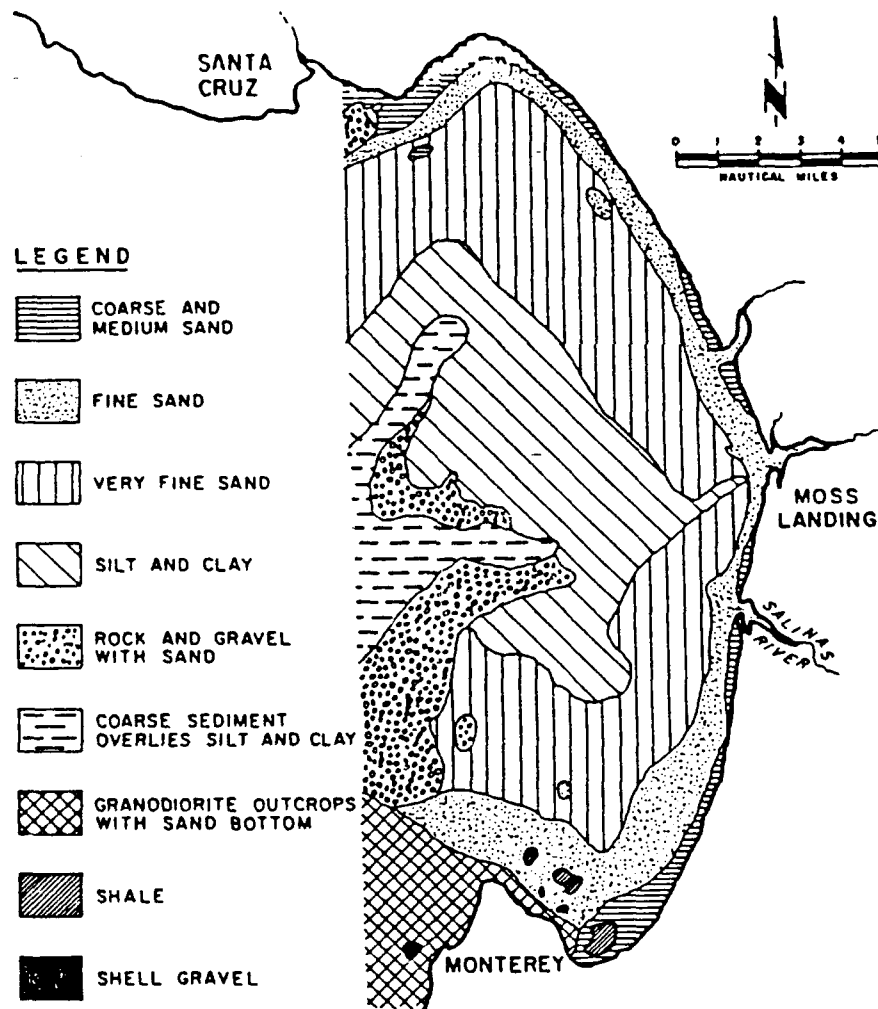 SANTA
CRUZ
N
0 1 2 3 4 5
NAUTICAL MILES
LEGEND
COARSE AND
MEDIUM SAND
FINE SAND
VERY FINE SAND
SILT AND CLAY
ROCK AND GRAVEL
WITH SAND
COARSE SEDIMENT
OVERLIES SILT AND CLAY
GRANODIORITE OUTCROPS
WITH SAND BOTTOM
SHALE
SHELL GRAVEL
MOSS
LANDING
SALINAS
RIVER
MONTEREY